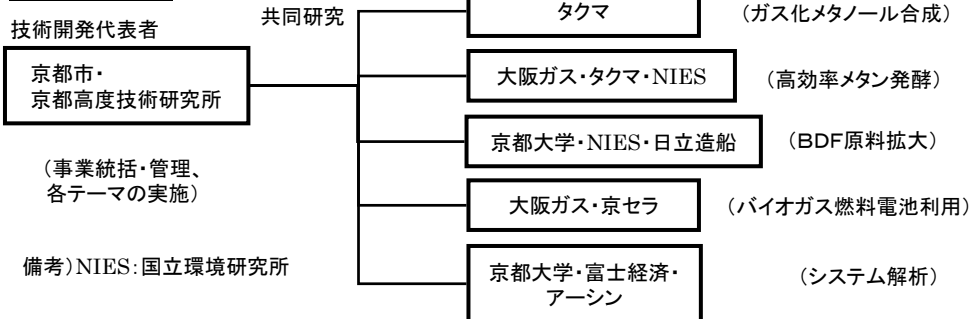 技術開発代表者
共同研究
京都市・
京都高度技術研究所
(事業統括・管理、
各テーマの実施)
備考)NIES:国立環境研究所
タクマ
(ガス化メタノール合成)
大阪ガス・タクマ・NIES
(高効率メタン発酵)
京都大学・NIES・日立造船
(BDF原料拡大)
大阪ガス・京セラ
(バイオガス燃料電池利用)
京都大学・富士経済・
アーシン
(システム解析)